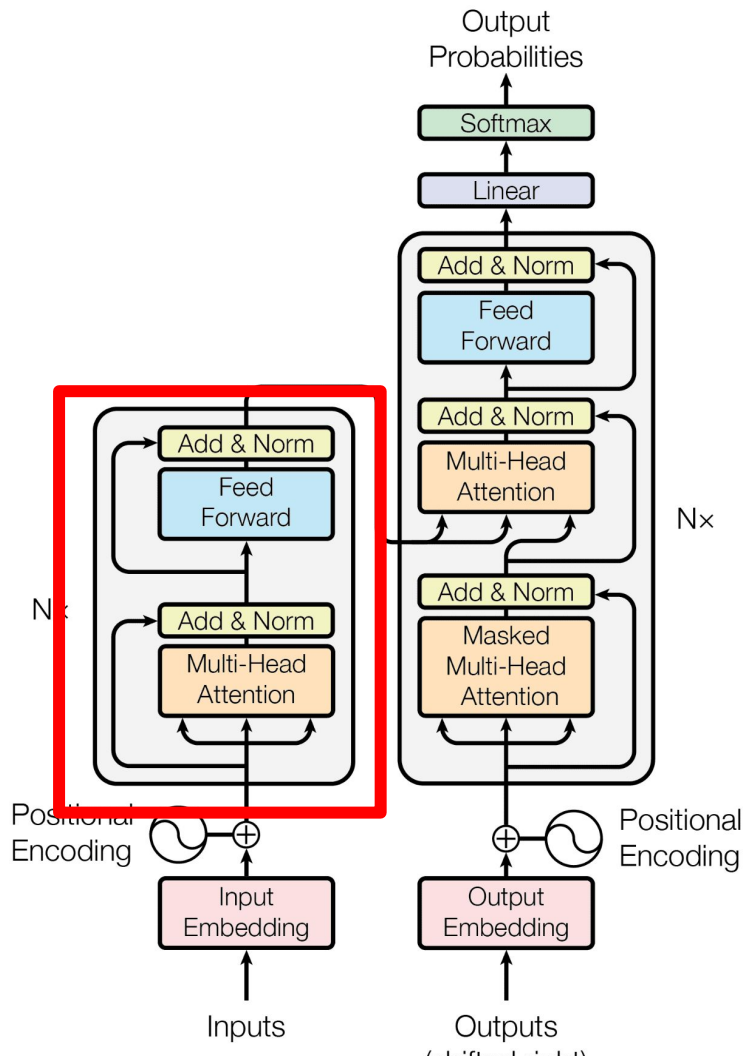 Output
Probabilities
Softmax
Linear
Add & Norm
Feed
Forward
Add & Norm
Multi-Head
Attention
Add & Norm
Masked
Multi-Head
Attention
N×
Add & Norm
Feed
Forward
Add & Norm
Multi-Head
Attention
N×
Positional
Encoding
Positional
Encoding
Input
Embedding
Output
Embedding
Inputs
Outputs